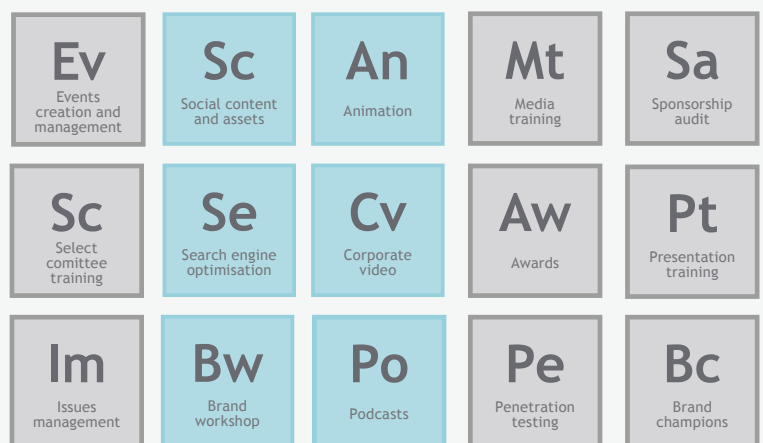 Ev
Events
creation and
management
Sc
Social content
and assets
An
Animation
Mt
Media
training
Sa
Sponsorship
audit
Sc
Select
comittee
training
Se
Search engine
optimisation
Cv
Corporate
video
Aw
Awards
Pt
Presentation
training
Im
Issues
management
Bw
Brand
workshop
Po
Podcasts
Pe
Penetration
testing
Bc
Brand
champions